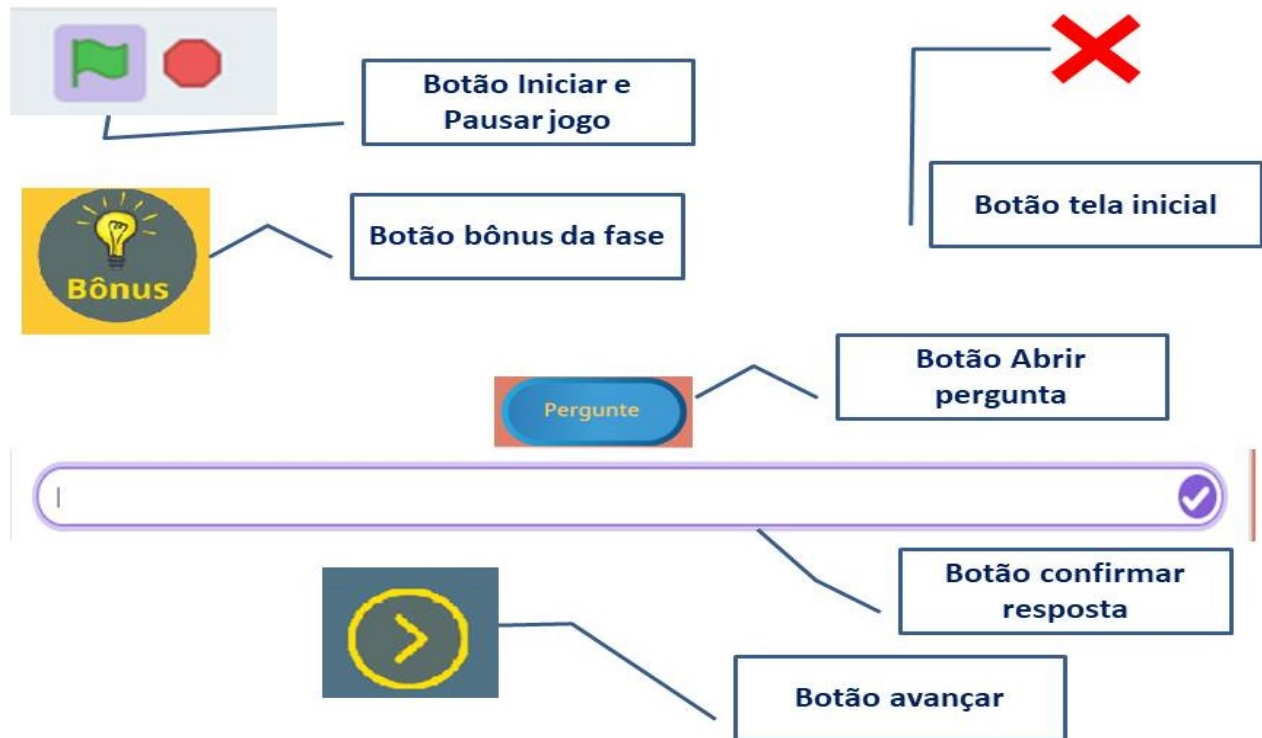 Botão Iniciar e
Pausar jogo
Botão tela inicial
Botão bônus da fase
Bônus
Botão Abrir
pergunta
Pergunte
Botão confirmar
resposta
Botão avançar